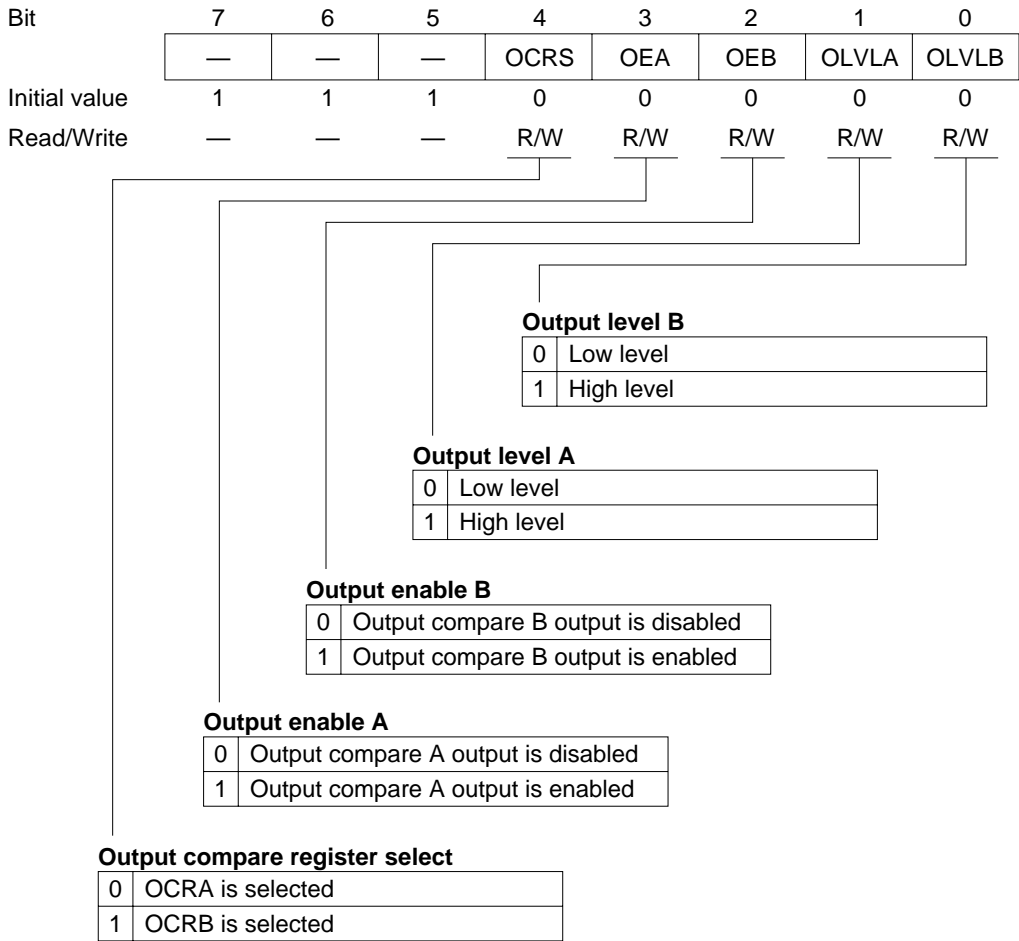 Bit 7 6 5 4 3 2 1 0
— — — OCRS OEA OEB OLVLA OLVLB
Initial value 1 1 1 0 0 0 0 0
Read/Write — — — R/W R/W R/W R/W R/W
Output level B
0 Low level
1 High level
Output level A
0 Low level
1 High level
Output enable B
0 Output compare B output is disabled
1 Output compare B output is enabled
Output enable A
0 Output compare A output is disabled
1 Output compare A output is enabled
Output compare register select
0 OCRA is selected
1 OCRB is selected